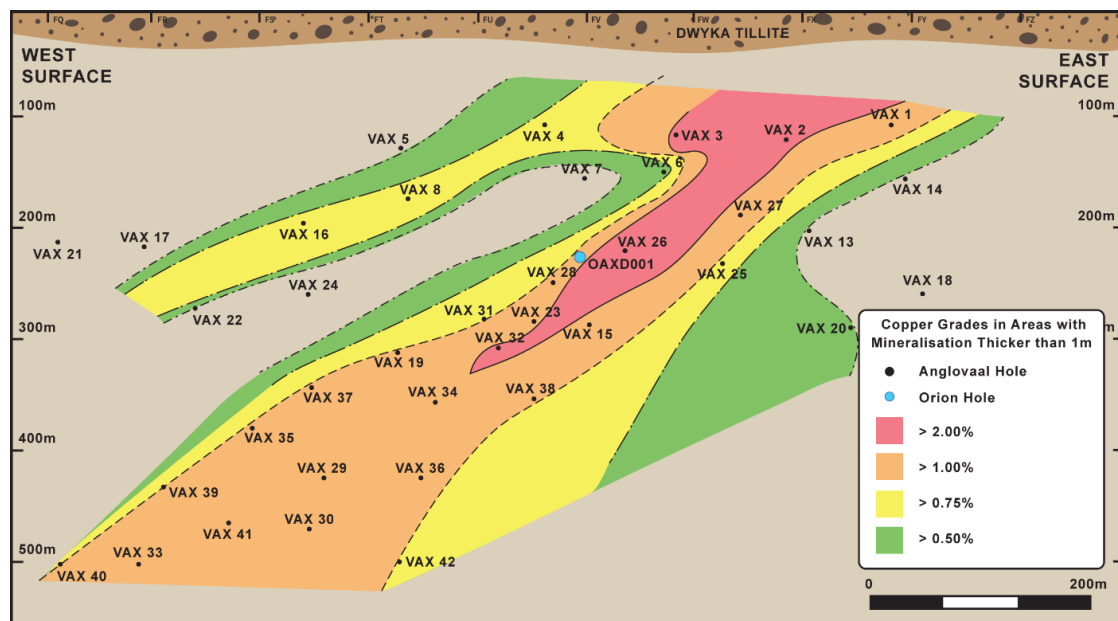 FQ FR FS FT FU FV FW FX FY FZ
DWYKA TILLITE
WEST
SURFACE
EAST
SURFACE
100m
100m
VAX 1
VAX 2
VAX 3
VAX 4
VAX 5
VAX 6
VAX 7
VAX 14
VAX 8
200m
200m
VAX 27
VAX 16
VAX 17
VAX 13
VAX 21
VAX 26
OAXD001
VAX 28
VAX 25
VAX 24
VAX 18
VAX 22
VAX 31
VAX 23
300m
VAX 15
VAX 20
VAX 32
VAX 19
VAX 37
VAX 34
VAX 38
400m
VAX 35
VAX 29
VAX 36
VAX 39
VAX 41
VAX 30
500m
VAX 33
VAX 42
VAX 40
Copper Grades in Areas with
Mineralisation Thicker than 1m
Anglovaal Hole
Orion Hole
> 2.00%
> 1.00%
> 0.75%
> 0.50%
0 200m